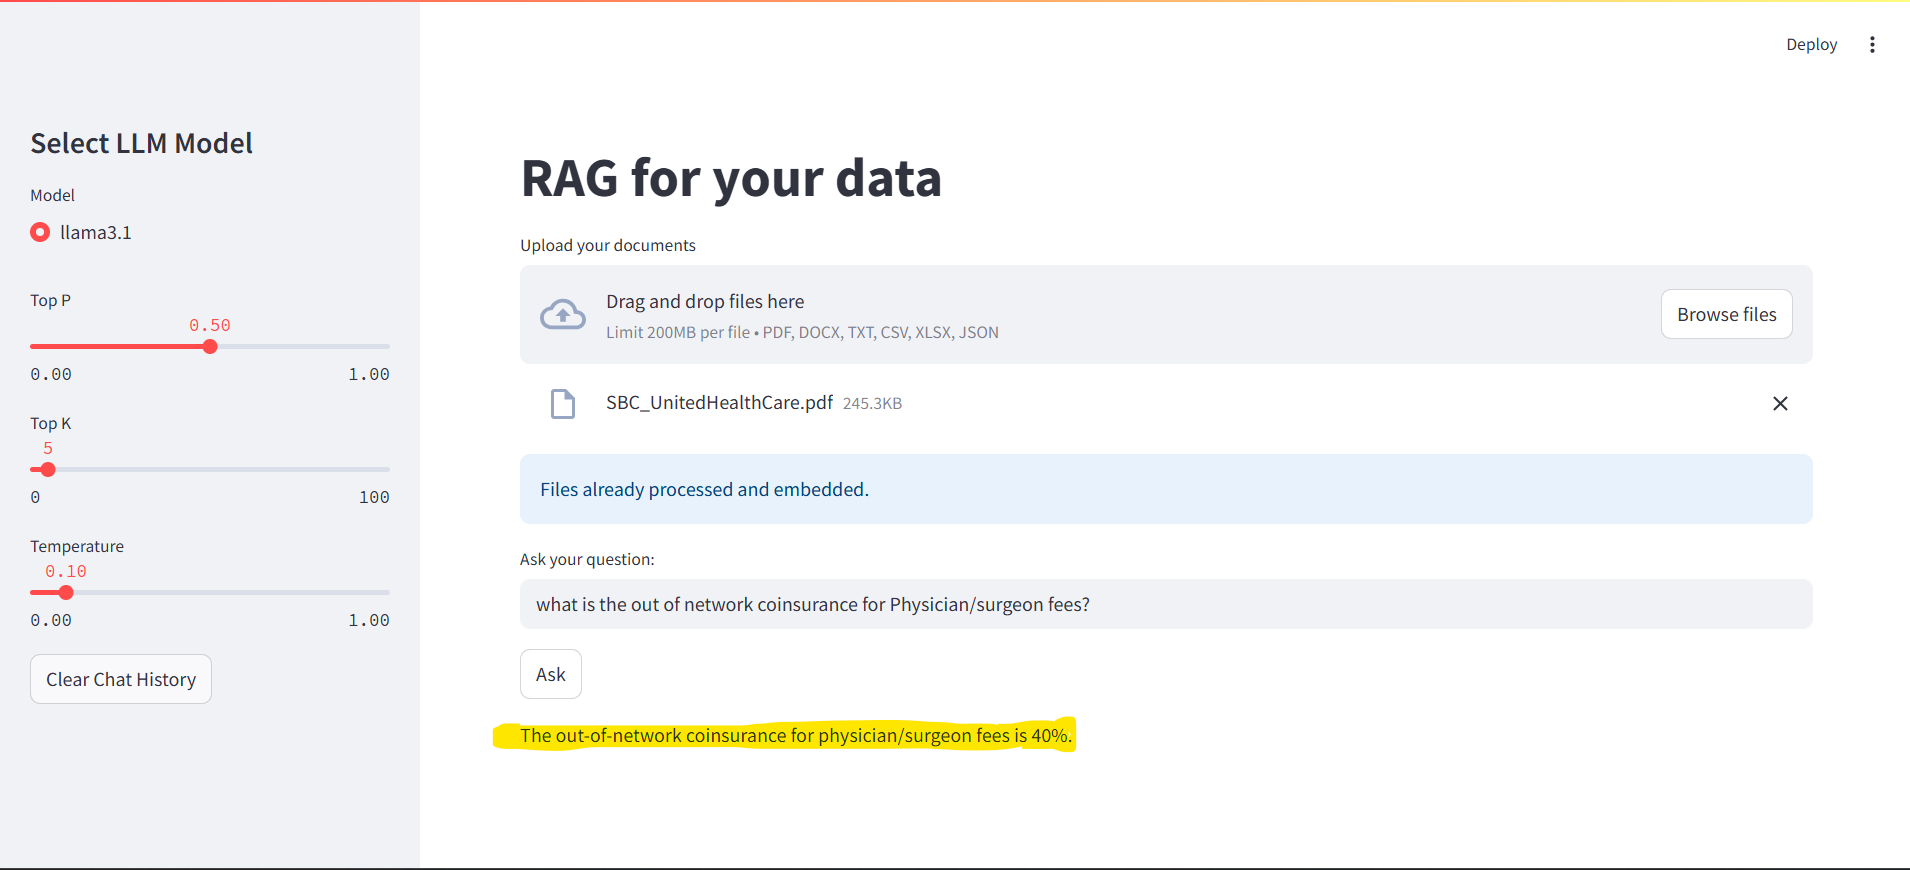 Deploy
Select LLM Model
Model
llama3.1
Top P
0.50
0.00 1.00
Top K
5
0 100
Temperature
0.10
0.00 1.00
Clear Chat History
RAG for your data
Upload your documents
Drag and drop files here
Limit 200MB per file • PDF, DOCX, TXT, CSV, XLSX, JSON
Browse files
SBC_UnitedHealthCare.pdf 245.3KB
Files already processed and embedded.
Ask your question:
what is the out of network coinsurance for Physician/surgeon fees?
Ask
The out-of-network coinsurance for physician/surgeon fees is 40%.